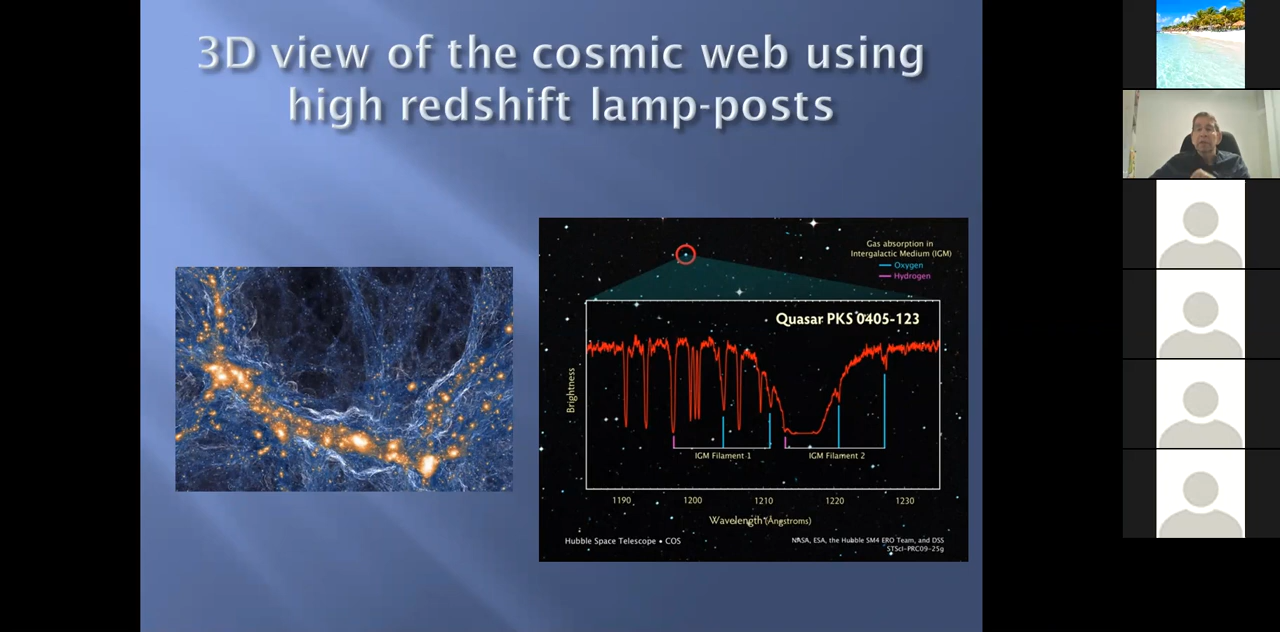 3D view of the cosmic web using
high redshift lamp-posts
Gas absorption in
Intergalactic Medium (IGM)
Oxygen
Hydrogen
Quasar PKS 0405-123
Brightness
IGM Filament 1
IGM Filament 2
1190
1200
1210
1220
1230
Wavelength (Angstroms)
Hubble Space Telescope • COS
NASA, ESA, the Hubble SM4 ERO Team, and DSS
STScI-PRC09-25g